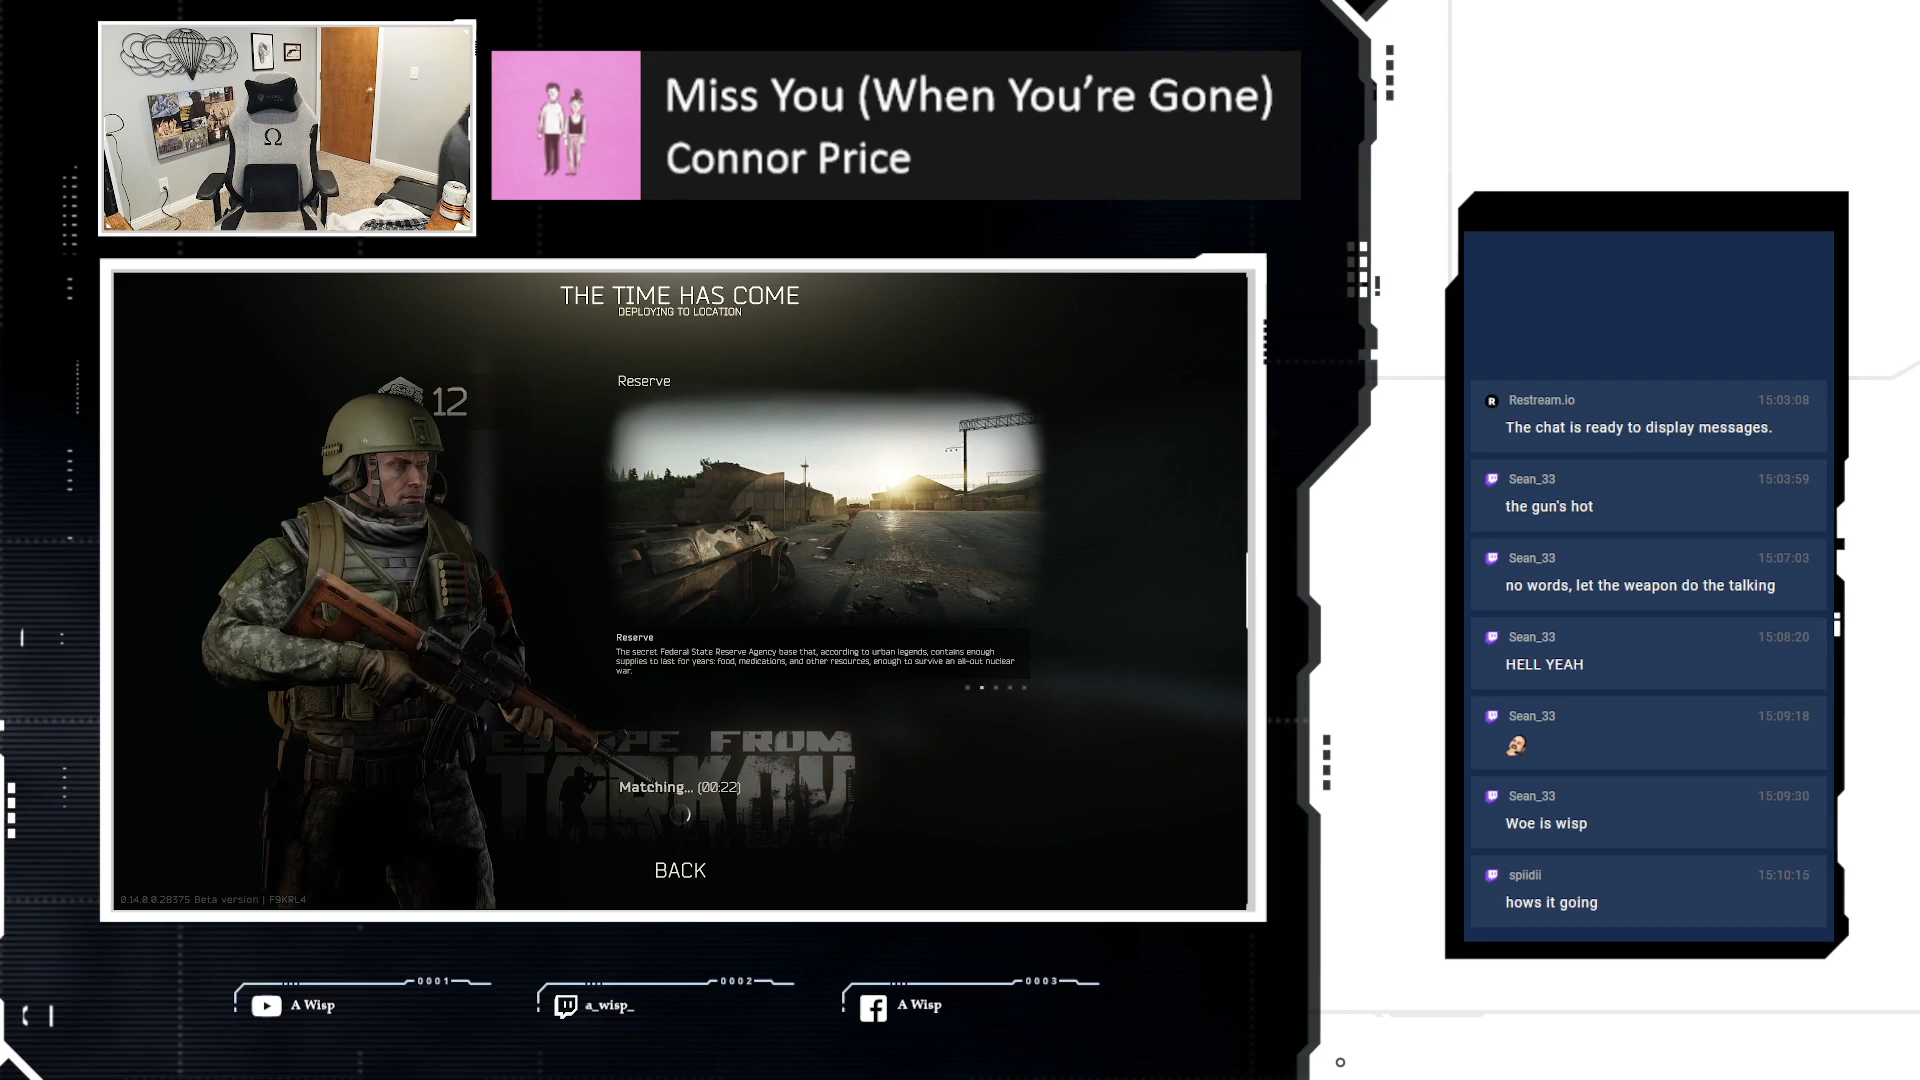 Miss You (When You're Gone)
Connor Price
THE TIME HAS COME
DEPLOYING TO LOCATION
12
Reserve
Reserve
The secret Federal State Reserve Agency base that, according to urban legends, contains enough
supplies to last for years: food, medications, and other resources, enough to survive an all-out nuclear
war.
ESCAPE FROM
TARKOV
Matching... (00:22)
BACK
0.14.0.0.28375 Beta version | F9KRL4
Restream.io 15:03:08
The chat is ready to display messages.
Sean_33 15:03:59
the gun's hot
Sean_33 15:07:03
no words, let the weapon do the talking
Sean_33 15:08:20
HELL YEAH
Sean_33 15:09:18
Sean_33 15:09:30
Woe is wisp
spiidii 15:10:15
hows it going
0001
A Wisp
0002
a_wisp_
0003
A Wisp